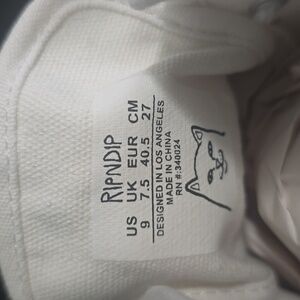 RIPNDIP
US UK EUR CM
9 7.5 40.5 27
DESIGNED IN LOS ANGELES
MADE IN CHINA
RN #:340024